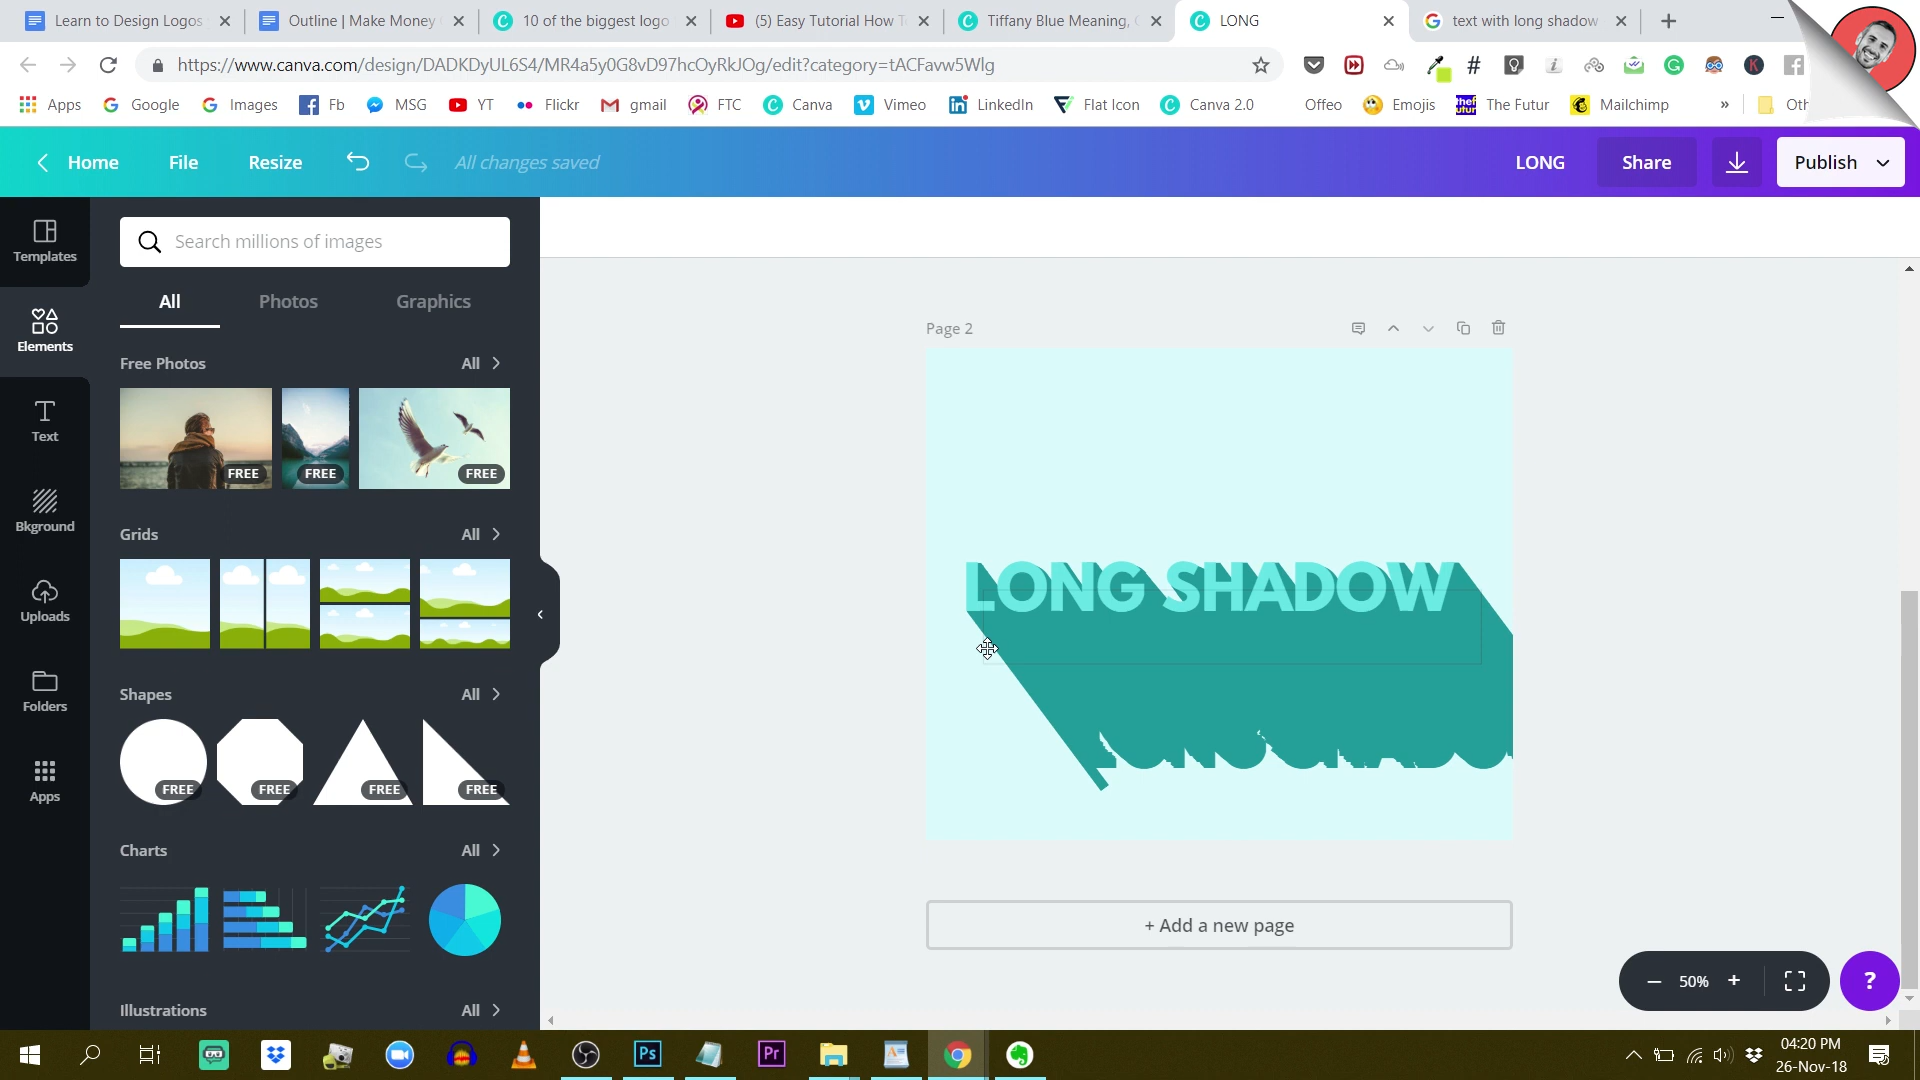 Learn to Design Logos
Outline | Make Money
10 of the biggest logo
(5) Easy Tutorial How T
Tiffany Blue Meaning,
LONG
text with long shadow
https://www.canva.com/design/DADKDyUL6S4/MR4a5y0G8vD97hcOyRkJOg/edit?category=tACFavw5Wlg
Apps
Google
Images
Fb
MSG
YT
Flickr
gmail
FTC
Canva
Vimeo
LinkedIn
Flat Icon
Canva 2.0
Offeo
Emojis
The Futur
Mailchimp
»
Home
File
Resize
All changes saved
LONG
Share
Publish
Templates
Elements
Text
Bkground
Uploads
Folders
Apps
Search millions of images
All
Photos
Graphics
Free Photos
All
FREE
FREE
FREE
Grids
All
Shapes
All
FREE
FREE
FREE
FREE
Charts
All
Illustrations
All
Page 2
LONG SHADOW
+ Add a new page
50%
?
Ps
Pr
04:20 PM
26-Nov-18